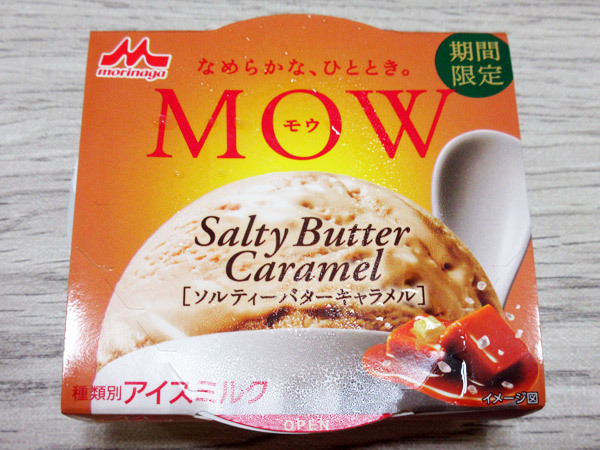 morinaga
なめらかな、ひととき。
期間
限定
MOW
モウ
Salty Butter
Caramel
[ソルティーバターキャラメル]
種類別アイスミルク
イメージ図
OPEN